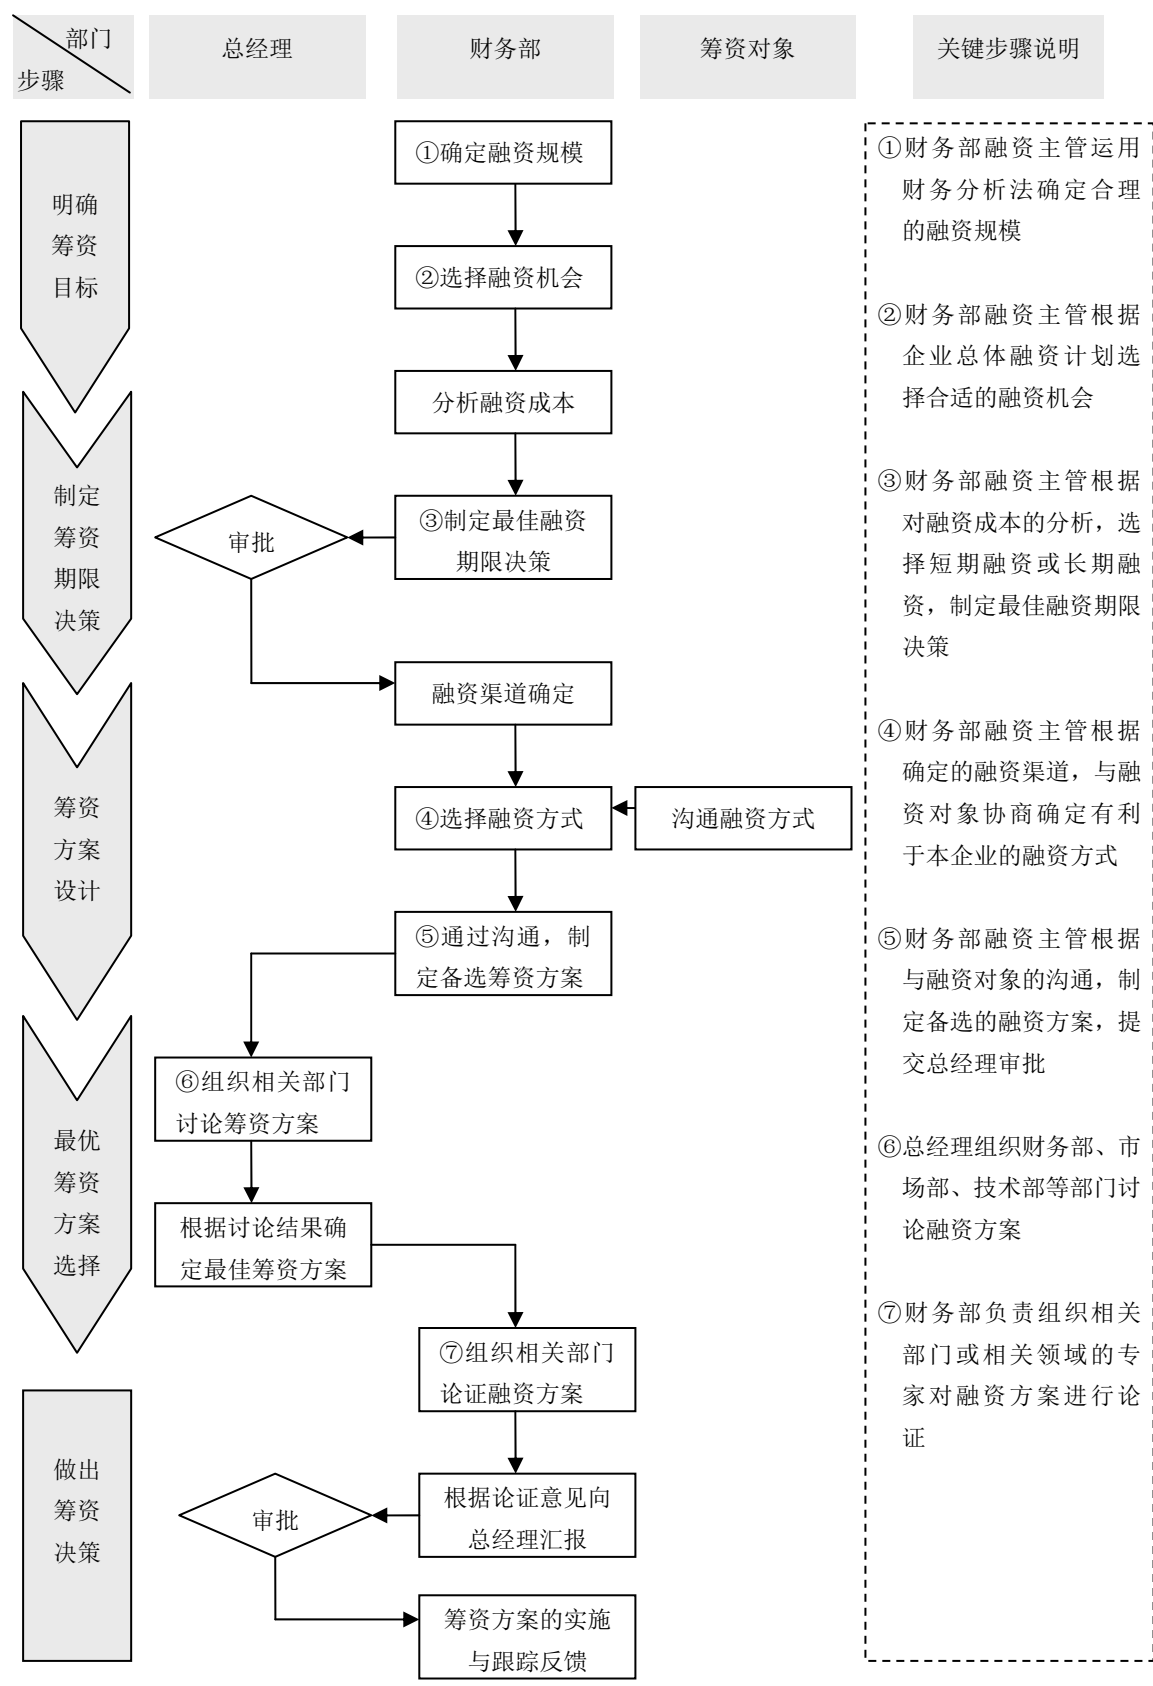 部门
步骤
总经理
财务部
筹资对象
关键步骤说明
明确
筹资
目标
①确定融资规模
②选择融资机会
分析融资成本
制定
筹资
期限
决策
③制定最佳融资
期限决策
审批
筹资
方案
设计
融资渠道确定
④选择融资方式
沟通融资方式
⑤通过沟通，制
定备选筹资方案
最优
筹资
方案
选择
⑥组织相关部门
讨论筹资方案
根据讨论结果确
定最佳筹资方案
⑦组织相关部门
论证融资方案
做出
筹资
决策
根据论证意见向
总经理汇报
审批
筹资方案的实施
与跟踪反馈
①财务部融资主管运用
财务分析法确定合理
的融资规模
②财务部融资主管根据
企业总体融资计划选
择合适的融资机会
③财务部融资主管根据
对融资成本的分析，选
择短期融资或长期融
资，制定最佳融资期限
决策
④财务部融资主管根据
确定的融资渠道，与融
资对象协商确定有利
于本企业的融资方式
⑤财务部融资主管根据
与融资对象的沟通，制
定备选的融资方案，提
交总经理审批
⑥总经理组织财务部、市
场部、技术部等部门讨
论融资方案
⑦财务部负责组织相关
部门或相关领域的专
家对融资方案进行论
证